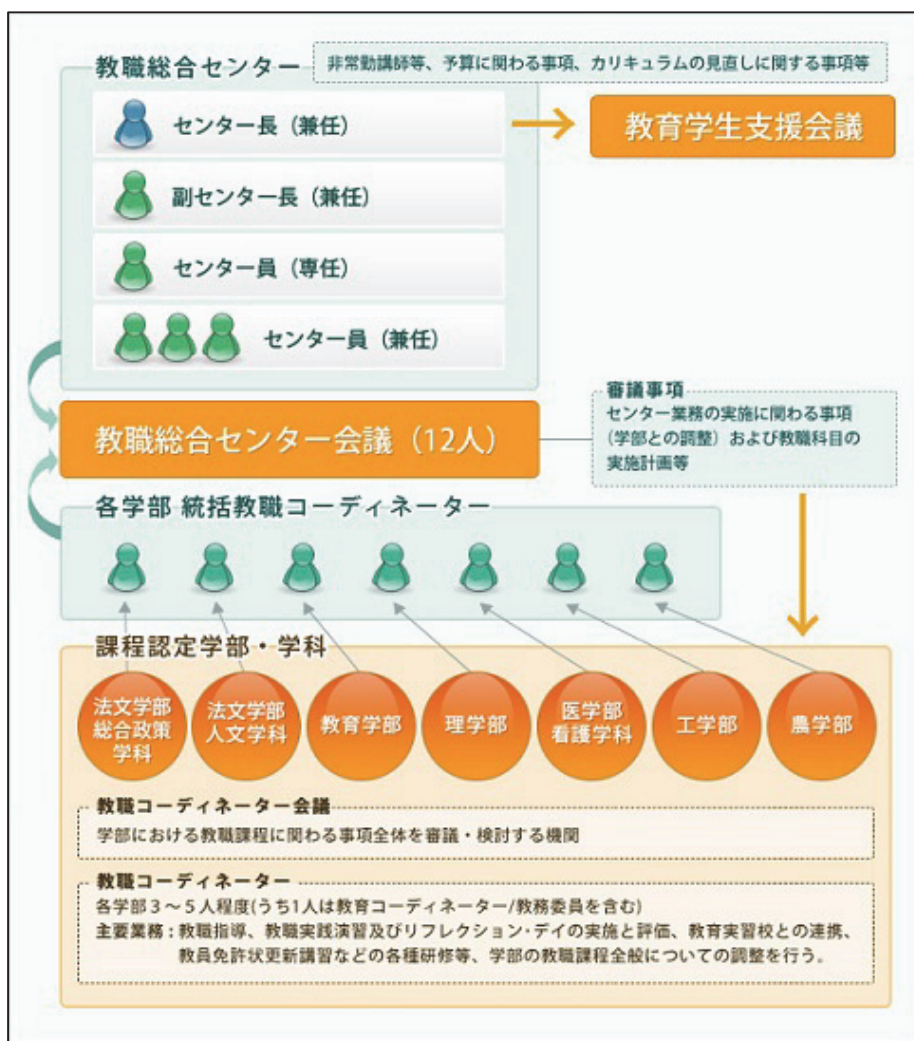 教職総合センター
非常勤講師等、予算に関わる事項、カリキュラムの見直しに関する事項等
センター長（兼任）
教育学生支援会議
副センター長（兼任）
センター員（専任）
センター員（兼任）
教職総合センター会議（12人）
審議事項
センター業務の実施に関わる事項
（学部との調整）および教職科目の
実施計画等
各学部 統括教職コーディネーター
課程認定学部・学科
法文学部
総合政策
学科
法文学部
人文学科
教育学部
理学部
医学部
看護学科
工学部
農学部
教職コーディネーター会議
学部における教職課程に関わる事項全体を審議・検討する機関
教職コーディネーター
各学部３～５人程度(うち1人は教育コーディネーター/教務委員を含む)
主要業務：教職指導、教職実践演習及びリフレクション・デイの実施と評価、教育実習校との連携、
教員免許状更新講習などの各種研修等、学部の教職課程全般についての調整を行う。